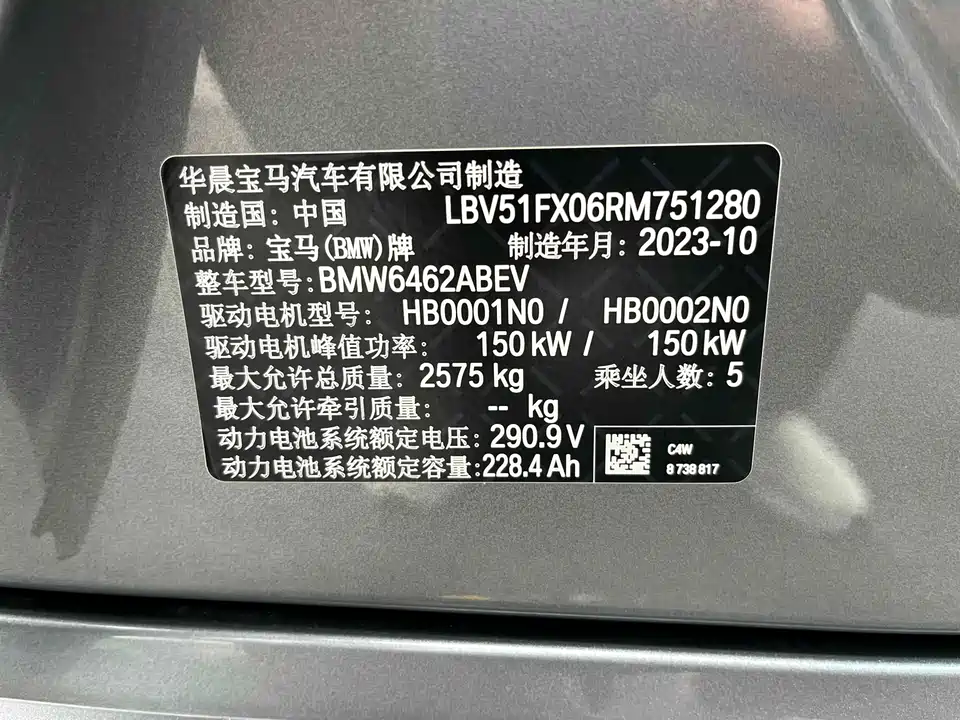 华晨宝马汽车有限公司制造
制造国：中国 LBV51FX06RM751280
品牌：宝马(BMW)牌 制造年月：2023-10
整车型号：BMW6462ABEV
驱动电机型号： HB0001N0 / HB0002N0
驱动电机峰值功率： 150 kW / 150 kW
最大允许总质量：2575 kg 乘坐人数：5
最大允许牵引质量： -- kg
动力电池系统额定电压：290.9 V
动力电池系统额定容量:228.4 Ah
C4W
8 738 817